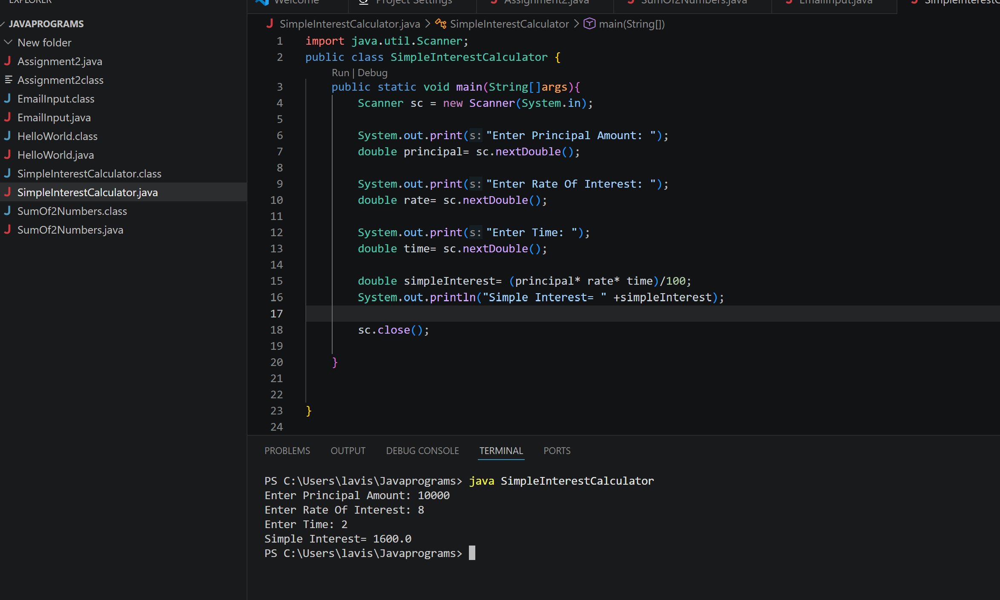 EXPLORER
JAVAPROGRAMS
New folder
Assignment2.java
Assignment2class
EmailInput.class
EmailInput.java
HelloWorld.class
HelloWorld.java
SimpleInterestCalculator.class
SimpleInterestCalculator.java
SumOf2Numbers.class
SumOf2Numbers.java
Welcome
Project Settings
Assignment2.java
SumOf2Numbers.java
EmailInput.java
SimpleInterestC
SimpleInterestCalculator.java > SimpleInterestCalculator > main(String[])
1 import java.util.Scanner;
2 public class SimpleInterestCalculator {
Run | Debug
3 public static void main(String[]args){
4 Scanner sc = new Scanner(System.in);
5
6 System.out.print(s: "Enter Principal Amount: ");
7 double principal= sc.nextDouble();
8
9 System.out.print(s: "Enter Rate Of Interest: ");
10 double rate= sc.nextDouble();
11
12 System.out.print(s: "Enter Time: ");
13 double time= sc.nextDouble();
14
15 double simpleInterest= (principal* rate* time)/100;
16 System.out.println("Simple Interest= " +simpleInterest);
17
18 sc.close();
19
20 }
21
22
23 }
24
PROBLEMS OUTPUT DEBUG CONSOLE TERMINAL PORTS
PS C:\Users\lavis\Javaprograms> java SimpleInterestCalculator
Enter Principal Amount: 10000
Enter Rate Of Interest: 8
Enter Time: 2
Simple Interest= 1600.0
PS C:\Users\lavis\Javaprograms>